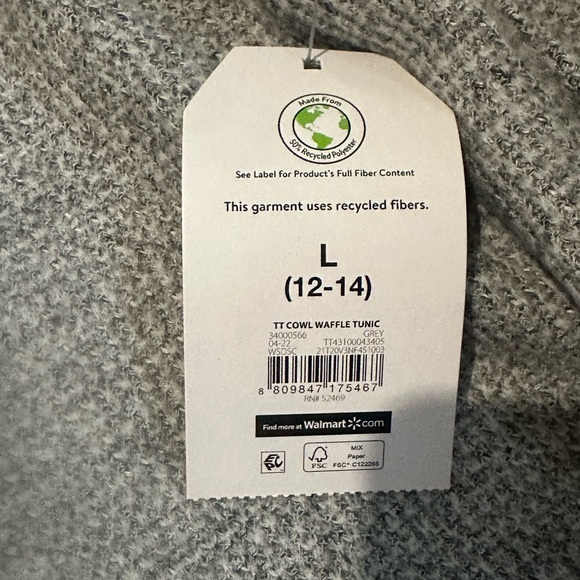 Made From
50% Recycled Polyester
See Label for Product's Full Fiber Content
This garment uses recycled fibers.
L
(12-14)
TT COWL WAFFLE TUNIC
34000566 GREY
04-22 TT43100043405
WSDSC 21T20V3NF451003
8 809847 175467
RN# 52469
Find more at Walmart.com
MIX
Paper
FSC FSC® C122265